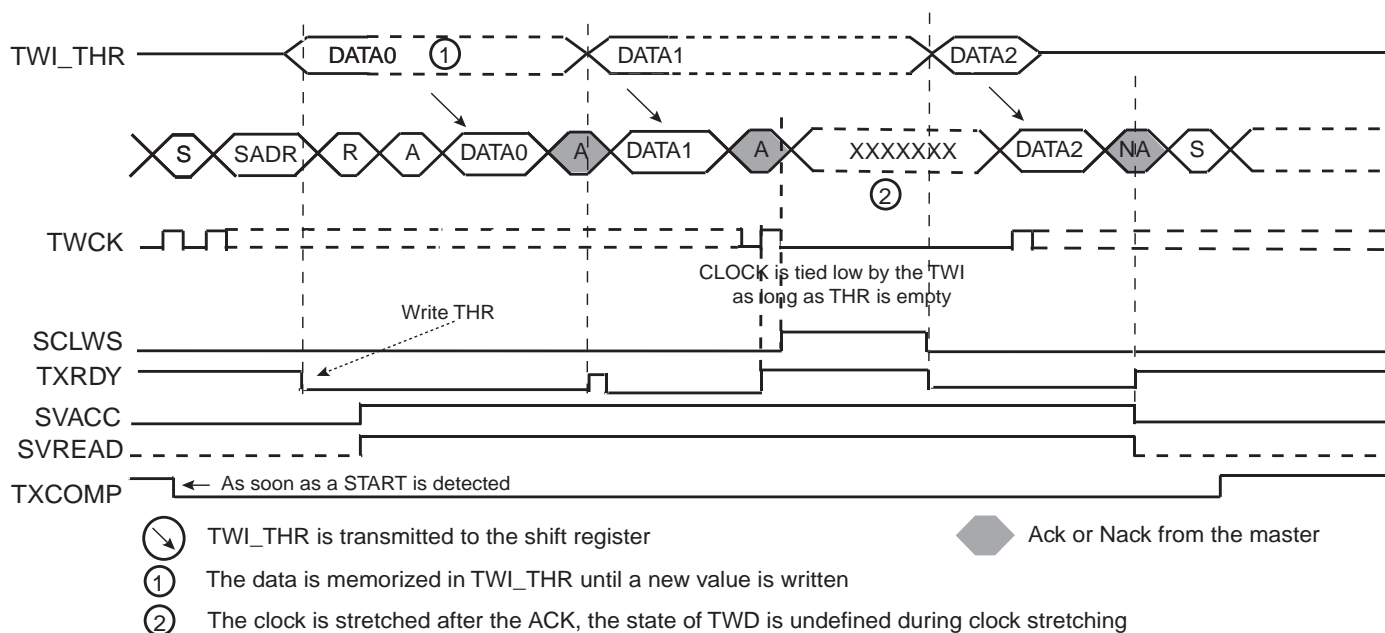 TWI_THR DATA0 1 DATA1 DATA2
S SADR R A DATA0 A DATA1 A XXXXXXX DATA2 NA S
2
TWCK
CLOCK is tied low by the TWI
as long as THR is empty
Write THR
SCLWS
TXRDY
SVACC
SVREAD
TXCOMP As soon as a START is detected
TWI_THR is transmitted to the shift register Ack or Nack from the master
1 The data is memorized in TWI_THR until a new value is written
2 The clock is stretched after the ACK, the state of TWD is undefined during clock stretching